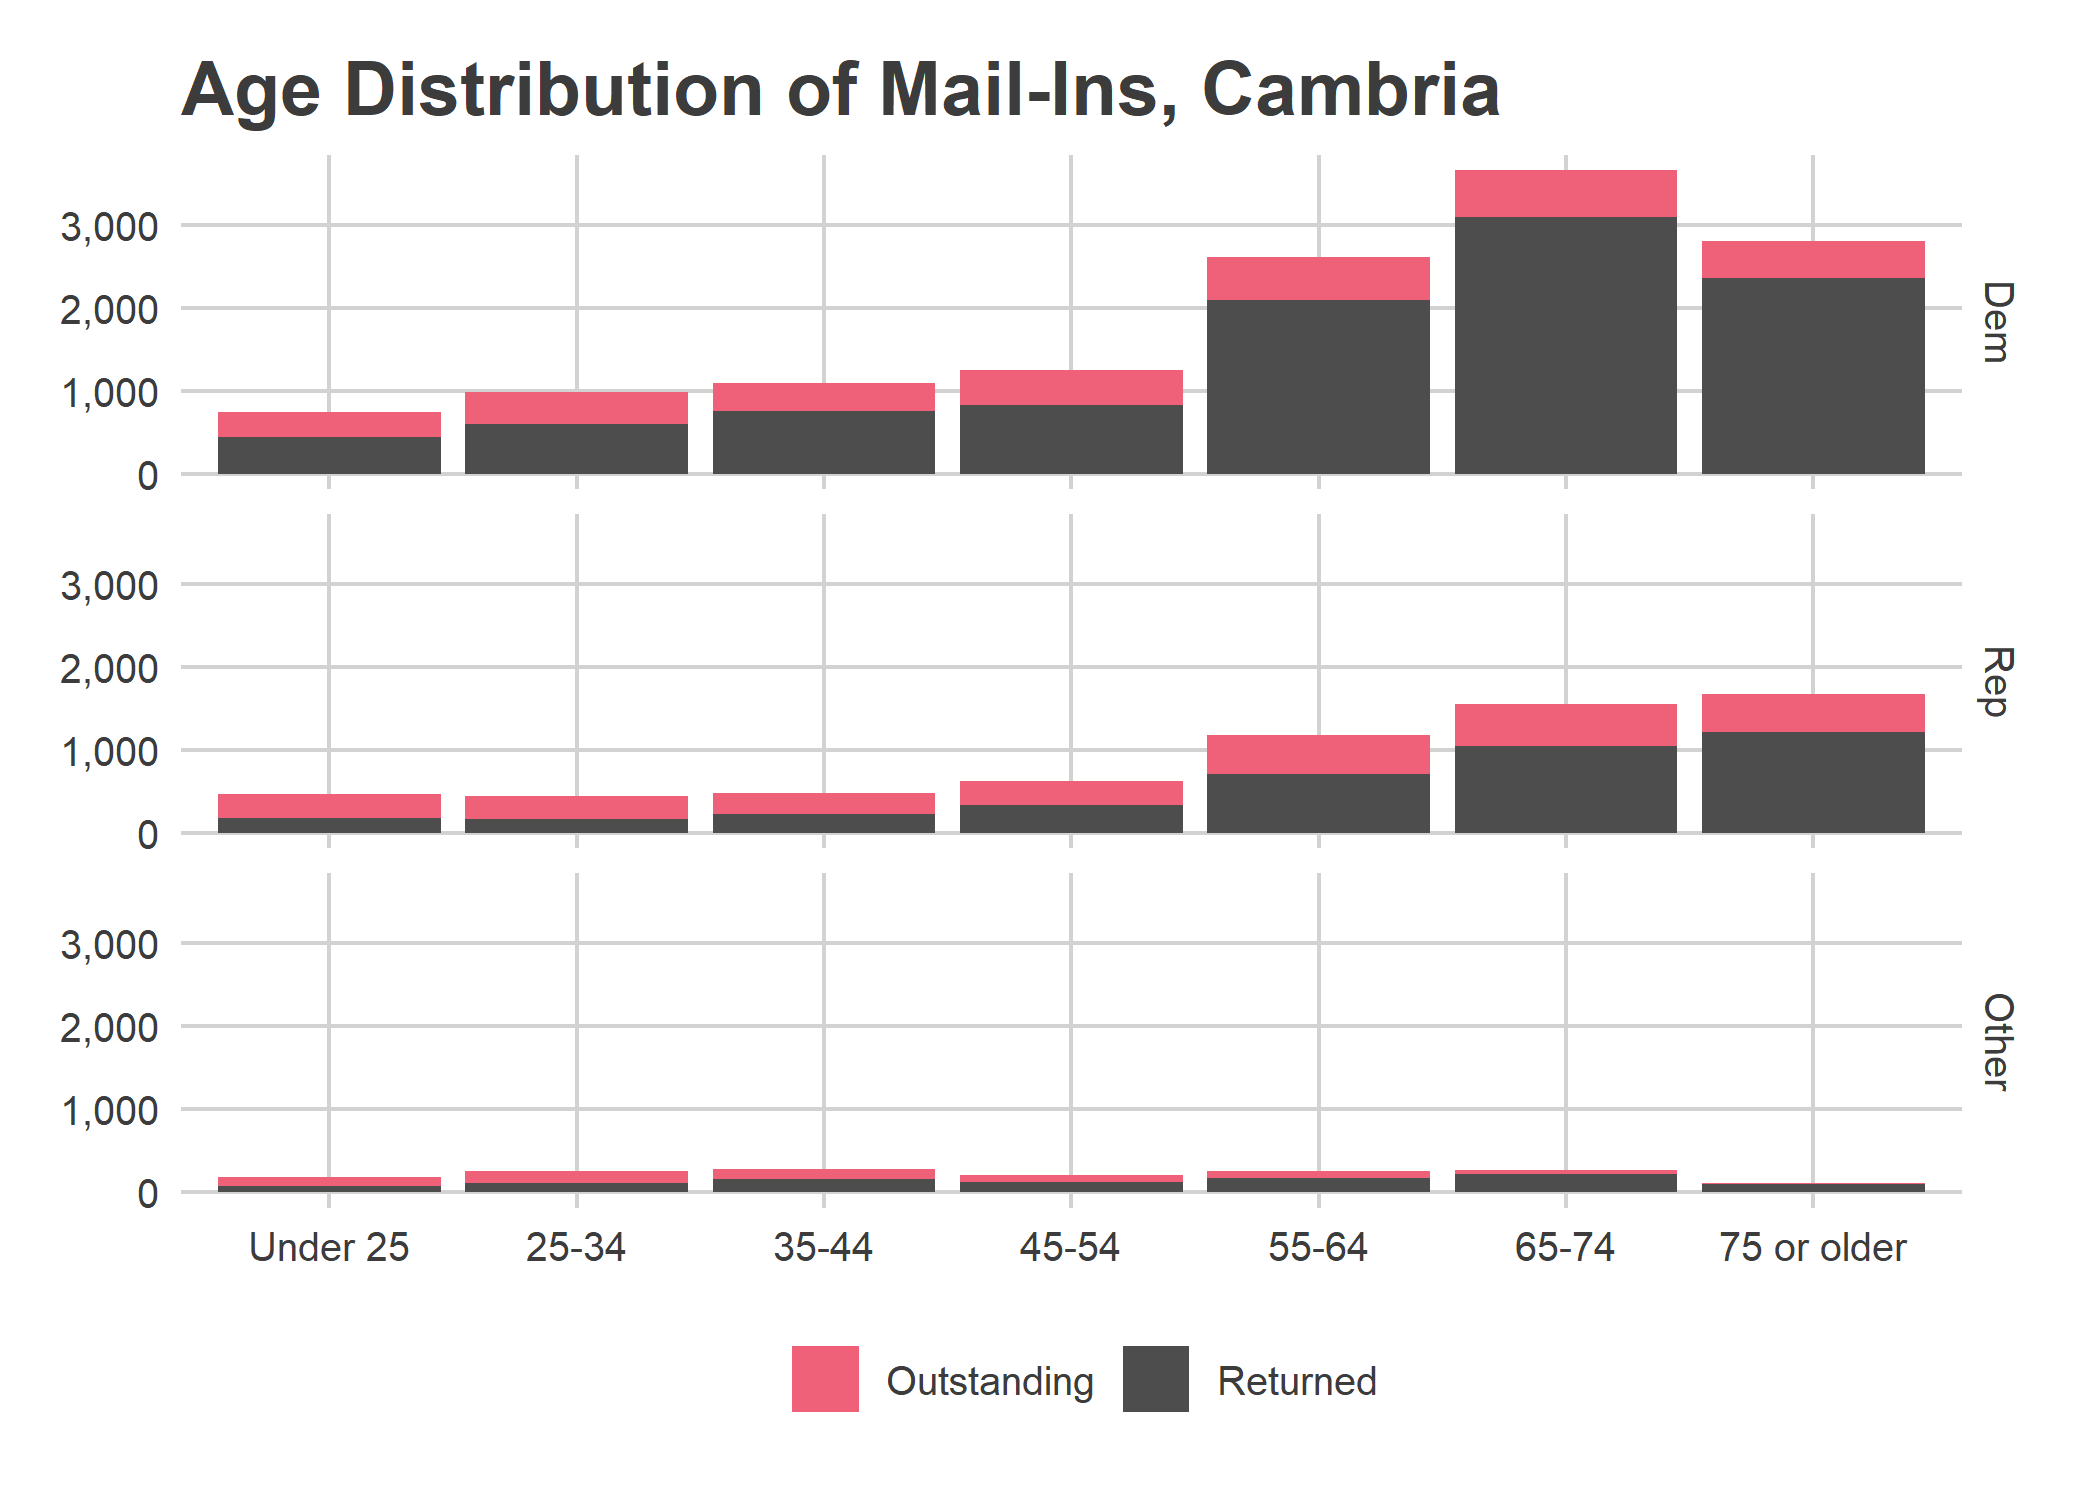 Age Distribution of Mail-Ins, Cambria
3,000
2,000
1,000
0
Dem
3,000
2,000
1,000
0
Rep
3,000
2,000
1,000
0
Other
Under 25 25-34 35-44 45-54 55-64 65-74 75 or older
Outstanding Returned